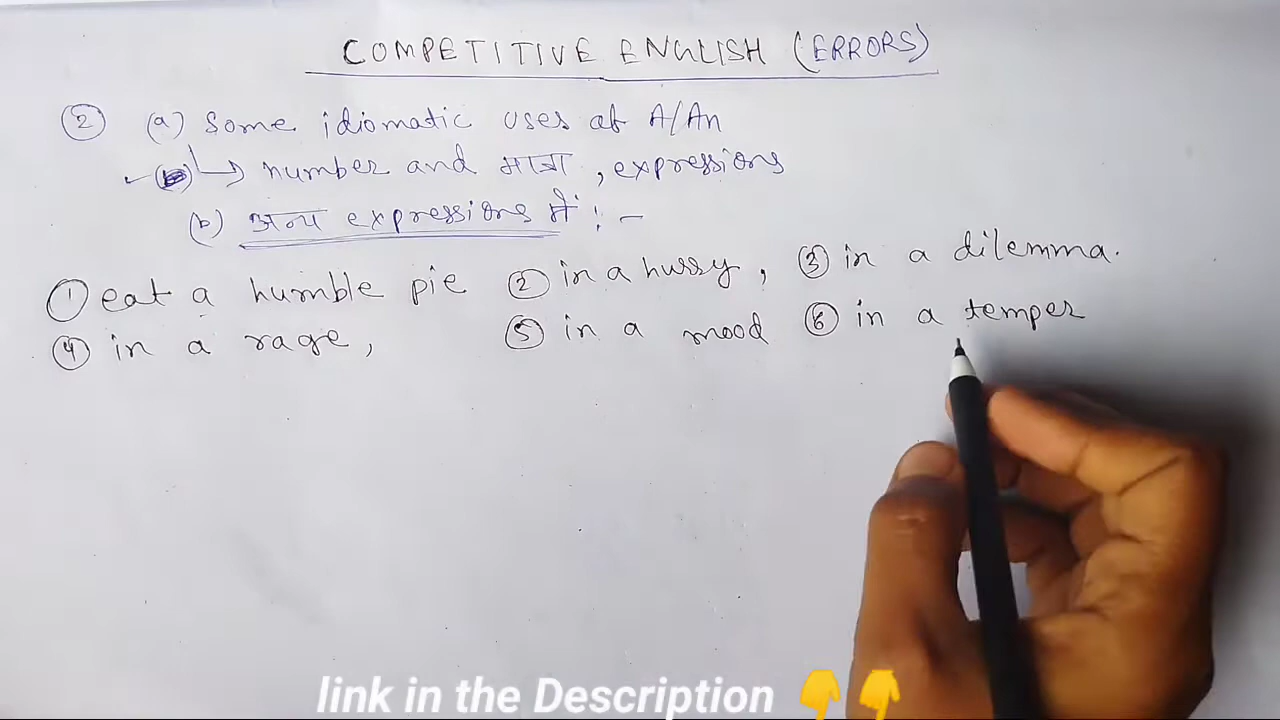 COMPETITIVE ENGLISH (ERRORS)
② (a) Some idiomatic uses of A/An
↳ number and मात्रा, expressions
(b) अन्य expressions में :-
① eat a humble pie ② in a hurry, ③ in a dilemma.
④ in a rage, ⑤ in a mood ⑥ in a temper
link in the Description 👇👇